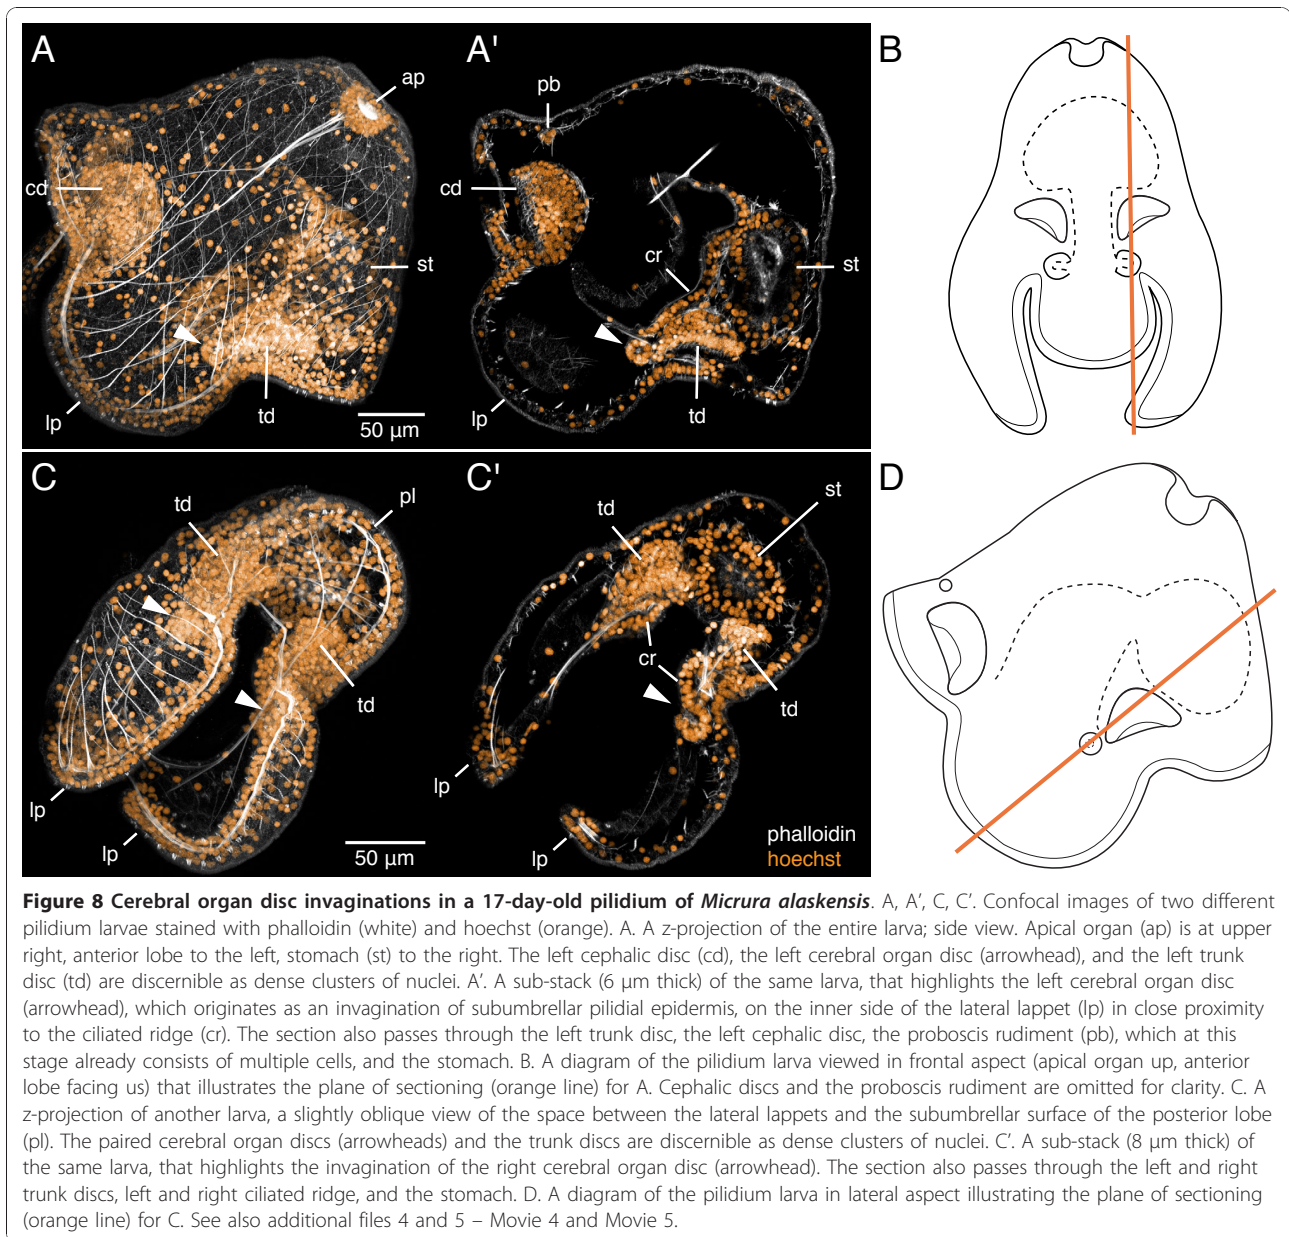 A
ap
cd
st
td
lp
50 µm
A'
pb
cd
cr
st
td
lp
B
C
td
pl
td
lp
lp
50 µm
C'
td
st
cr
td
lp
lp
phalloidin
hoechst
D
Figure 8 Cerebral organ disc invaginations in a 17-day-old pilidium of Micrura alaskensis. A, A’, C, C’. Confocal images of two different
pilidium larvae stained with phalloidin (white) and hoechst (orange). A. A z-projection of the entire larva; side view. Apical organ (ap) is at upper
right, anterior lobe to the left, stomach (st) to the right. The left cephalic disc (cd), the left cerebral organ disc (arrowhead), and the left trunk
disc (td) are discernible as dense clusters of nuclei. A’. A sub-stack (6 μm thick) of the same larva, that highlights the left cerebral organ disc
(arrowhead), which originates as an invagination of subumbrellar pilidial epidermis, on the inner side of the lateral lappet (lp) in close proximity
to the ciliated ridge (cr). The section also passes through the left trunk disc, the left cephalic disc, the proboscis rudiment (pb), which at this
stage already consists of multiple cells, and the stomach. B. A diagram of the pilidium larva viewed in frontal aspect (apical organ up, anterior
lobe facing us) that illustrates the plane of sectioning (orange line) for A. Cephalic discs and the proboscis rudiment are omitted for clarity. C. A
z-projection of another larva, a slightly oblique view of the space between the lateral lappets and the subumbrellar surface of the posterior lobe
(pl). The paired cerebral organ discs (arrowheads) and the trunk discs are discernible as dense clusters of nuclei. C’. A sub-stack (8 μm thick) of
the same larva, that highlights the invagination of the right cerebral organ disc (arrowhead). The section also passes through the left and right
trunk discs, left and right ciliated ridge, and the stomach. D. A diagram of the pilidium larva in lateral aspect illustrating the plane of sectioning
(orange line) for C. See also additional files 4 and 5 – Movie 4 and Movie 5.